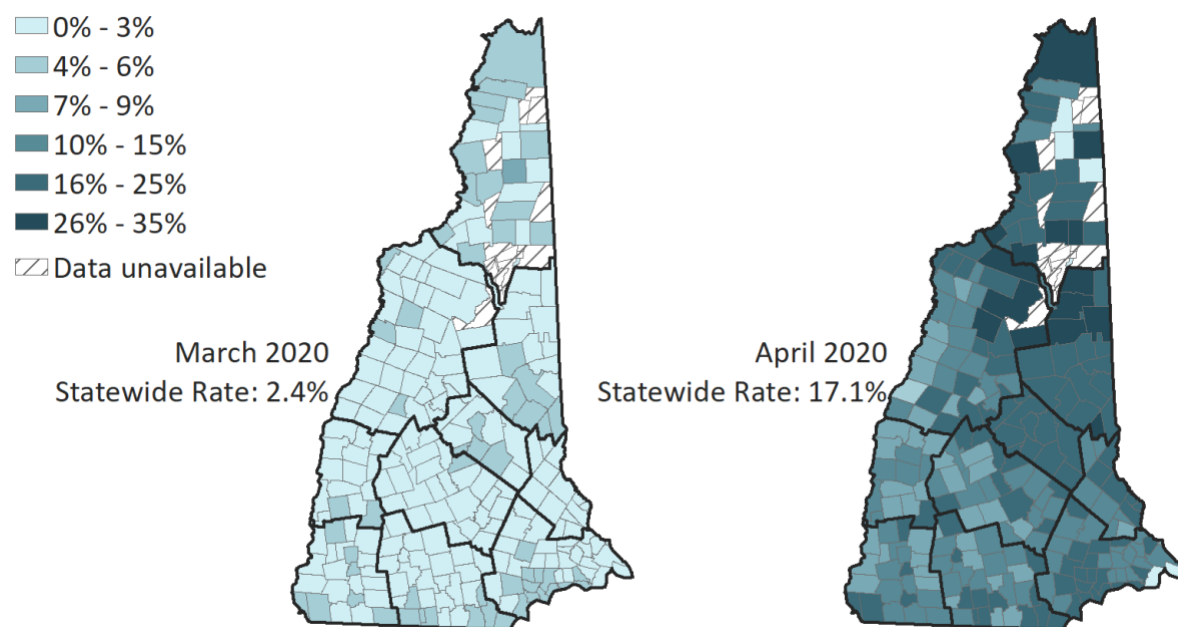 0% - 3%
4% - 6%
7% - 9%
10% - 15%
16% - 25%
26% - 35%
Data unavailable
March 2020
Statewide Rate: 2.4%
April 2020
Statewide Rate: 17.1%